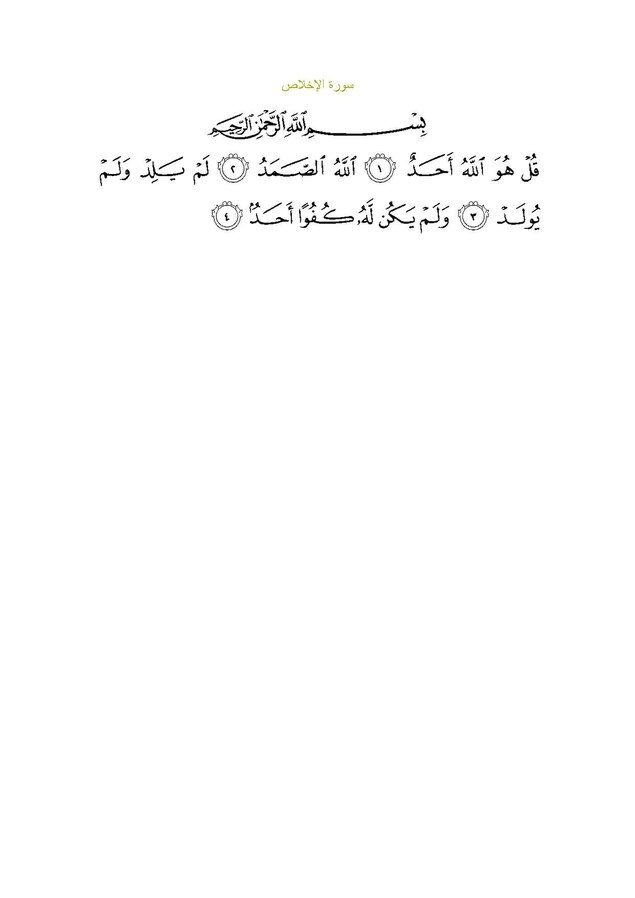 سورة الإخلاص
بِسْمِ ٱللَّهِ ٱلرَّحْمَٰنِ ٱلرَّحِيمِ
قُلْ هُوَ ٱللَّهُ أَحَدٌ ١ ٱللَّهُ ٱلصَّمَدُ ٢ لَمْ يَلِدْ وَلَمْ
يُولَدْ ٣ وَلَمْ يَكُن لَّهُۥ كُفُوًا أَحَدٌۢ ٤